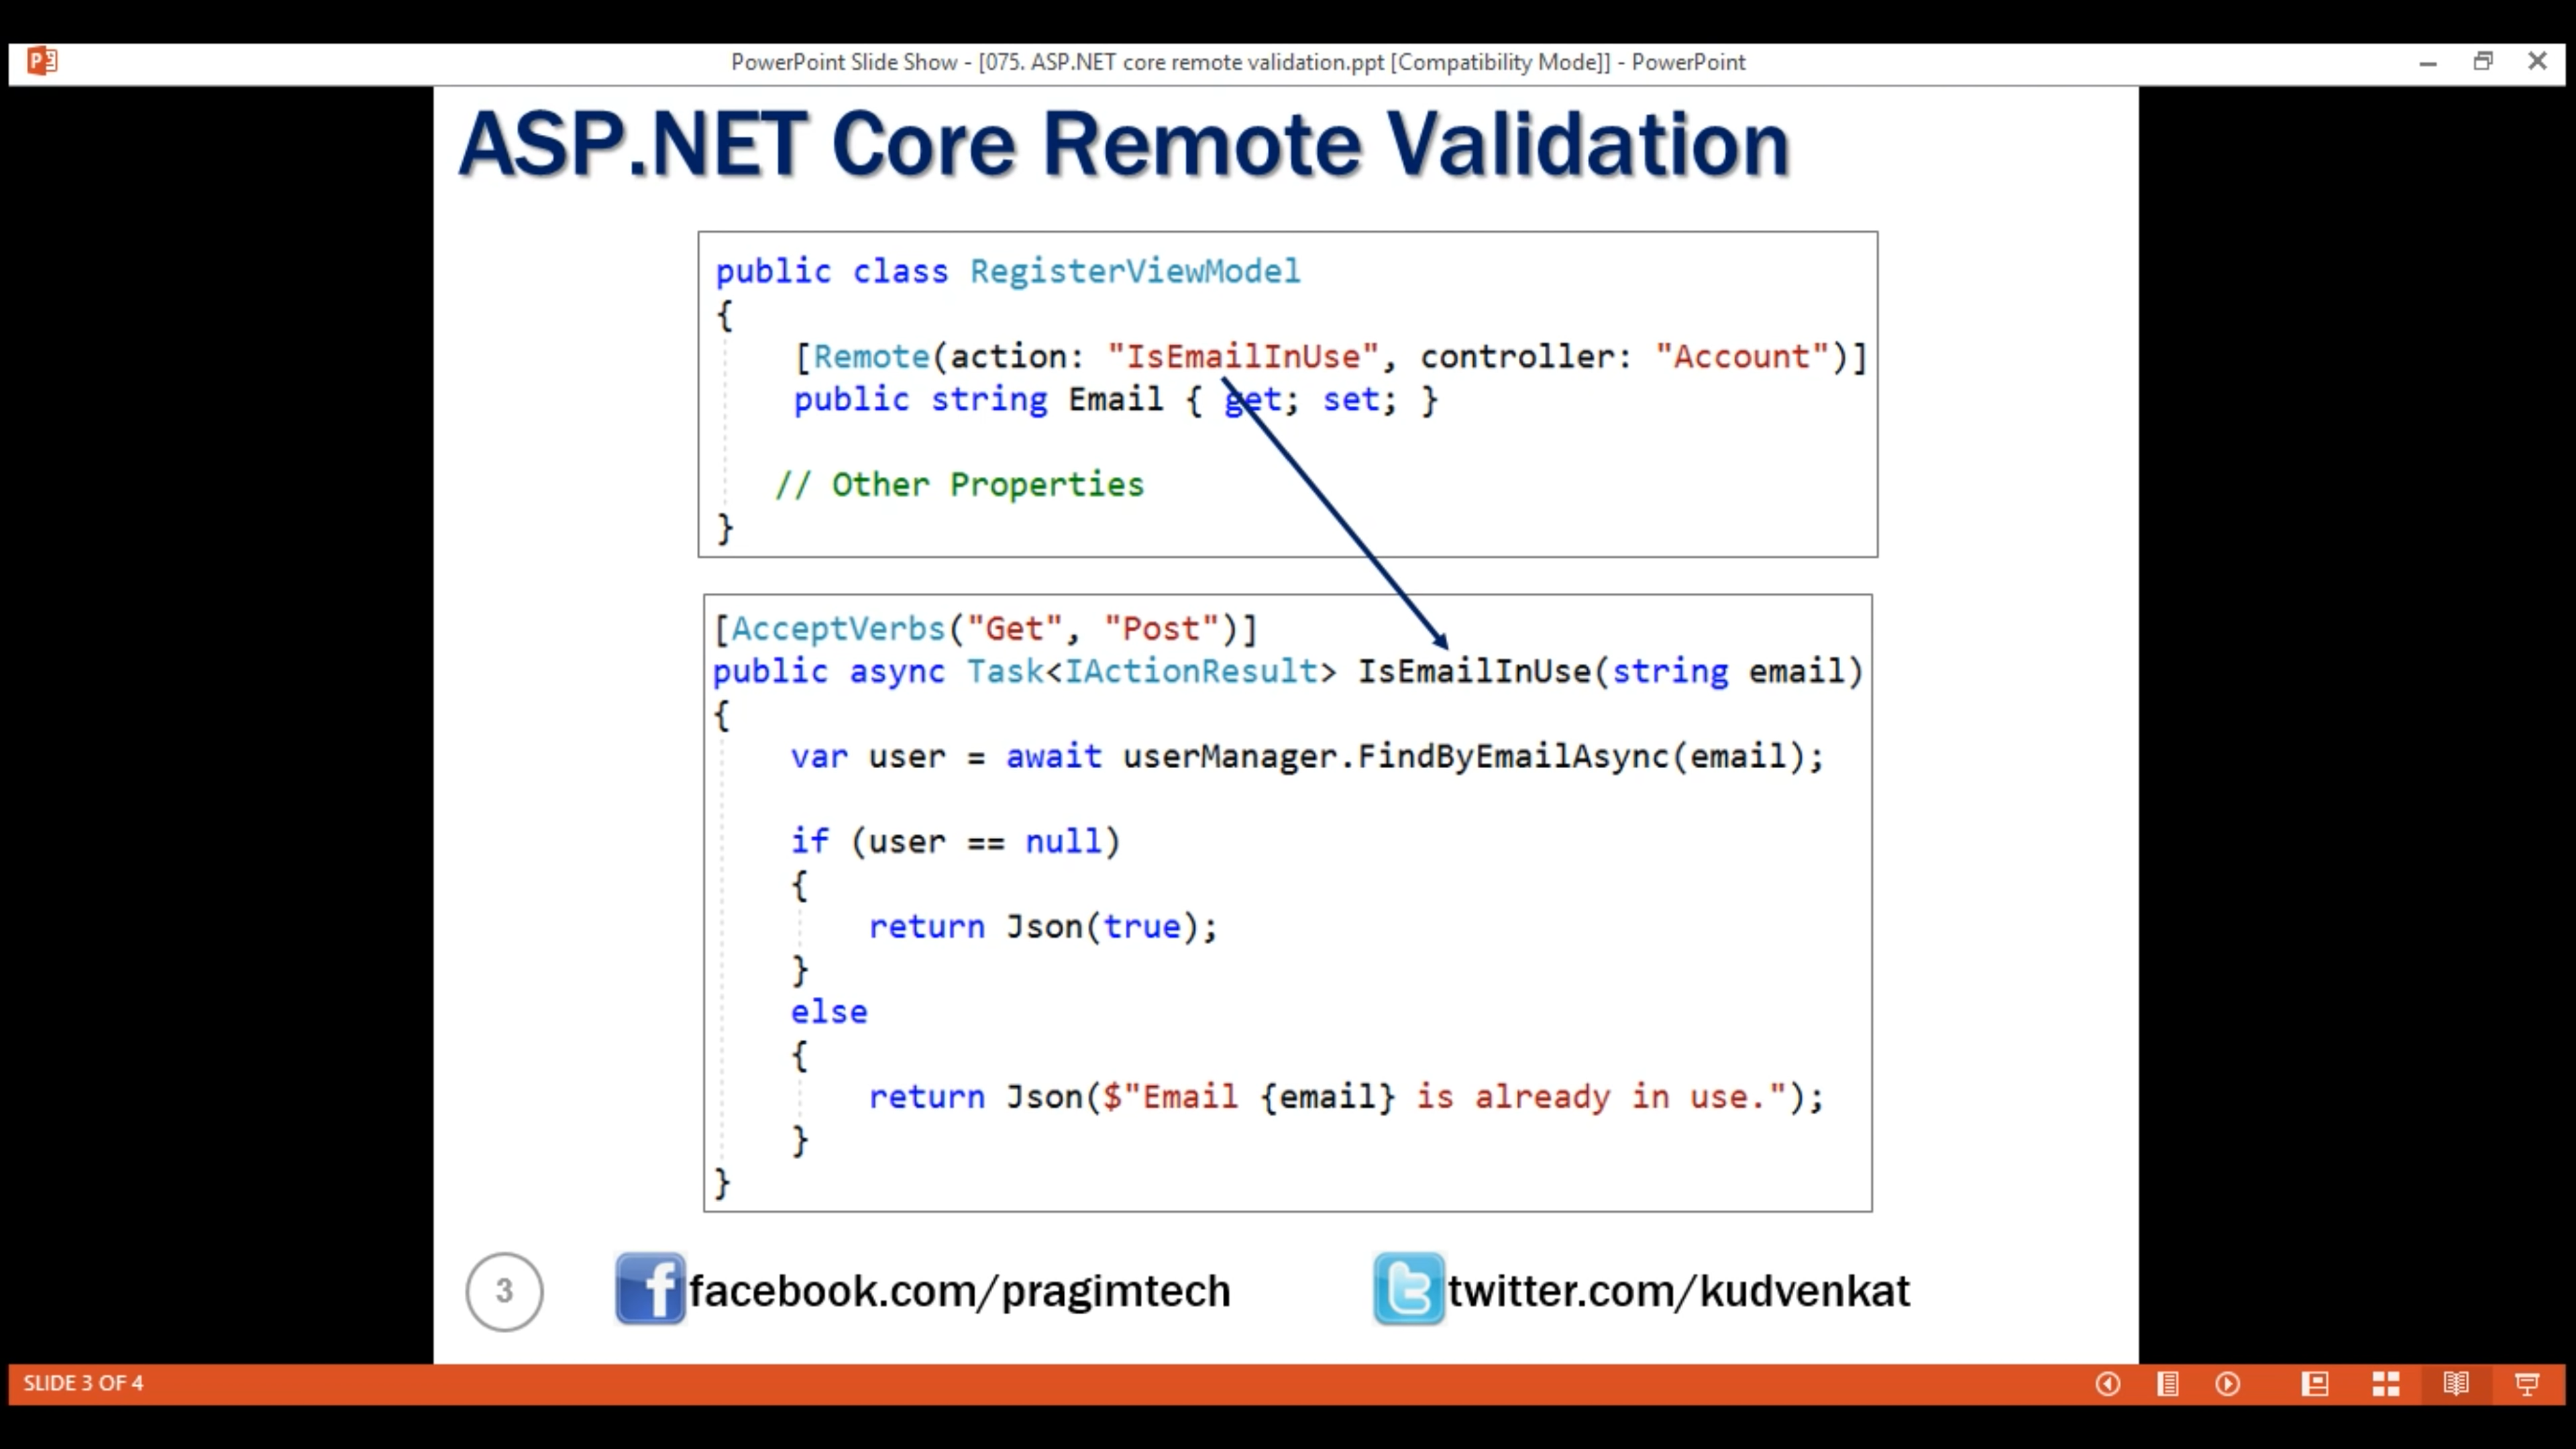 PowerPoint Slide Show - [075. ASP.NET core remote validation.ppt [Compatibility Mode]] - PowerPoint
ASP.NET Core Remote Validation
public class RegisterViewModel
{
[Remote(action: "IsEmailInUse", controller: "Account")]
public string Email { get; set; }
// Other Properties
}
[AcceptVerbs("Get", "Post")]
public async Task<IActionResult> IsEmailInUse(string email)
{
var user = await userManager.FindByEmailAsync(email);
if (user == null)
{
return Json(true);
}
else
{
return Json($"Email {email} is already in use.");
}
}
3
facebook.com/pragimtech
twitter.com/kudvenkat
SLIDE 3 OF 4